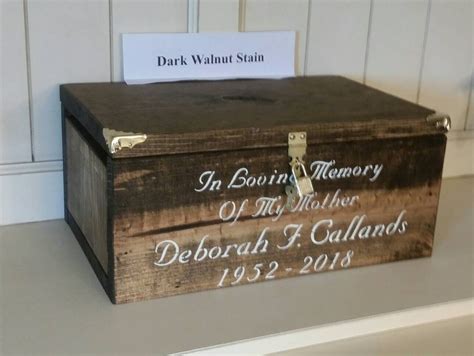 Dark Walnut Stain
In Loving Memory
Of My Mother
Deborah J. Callands
1952-2018